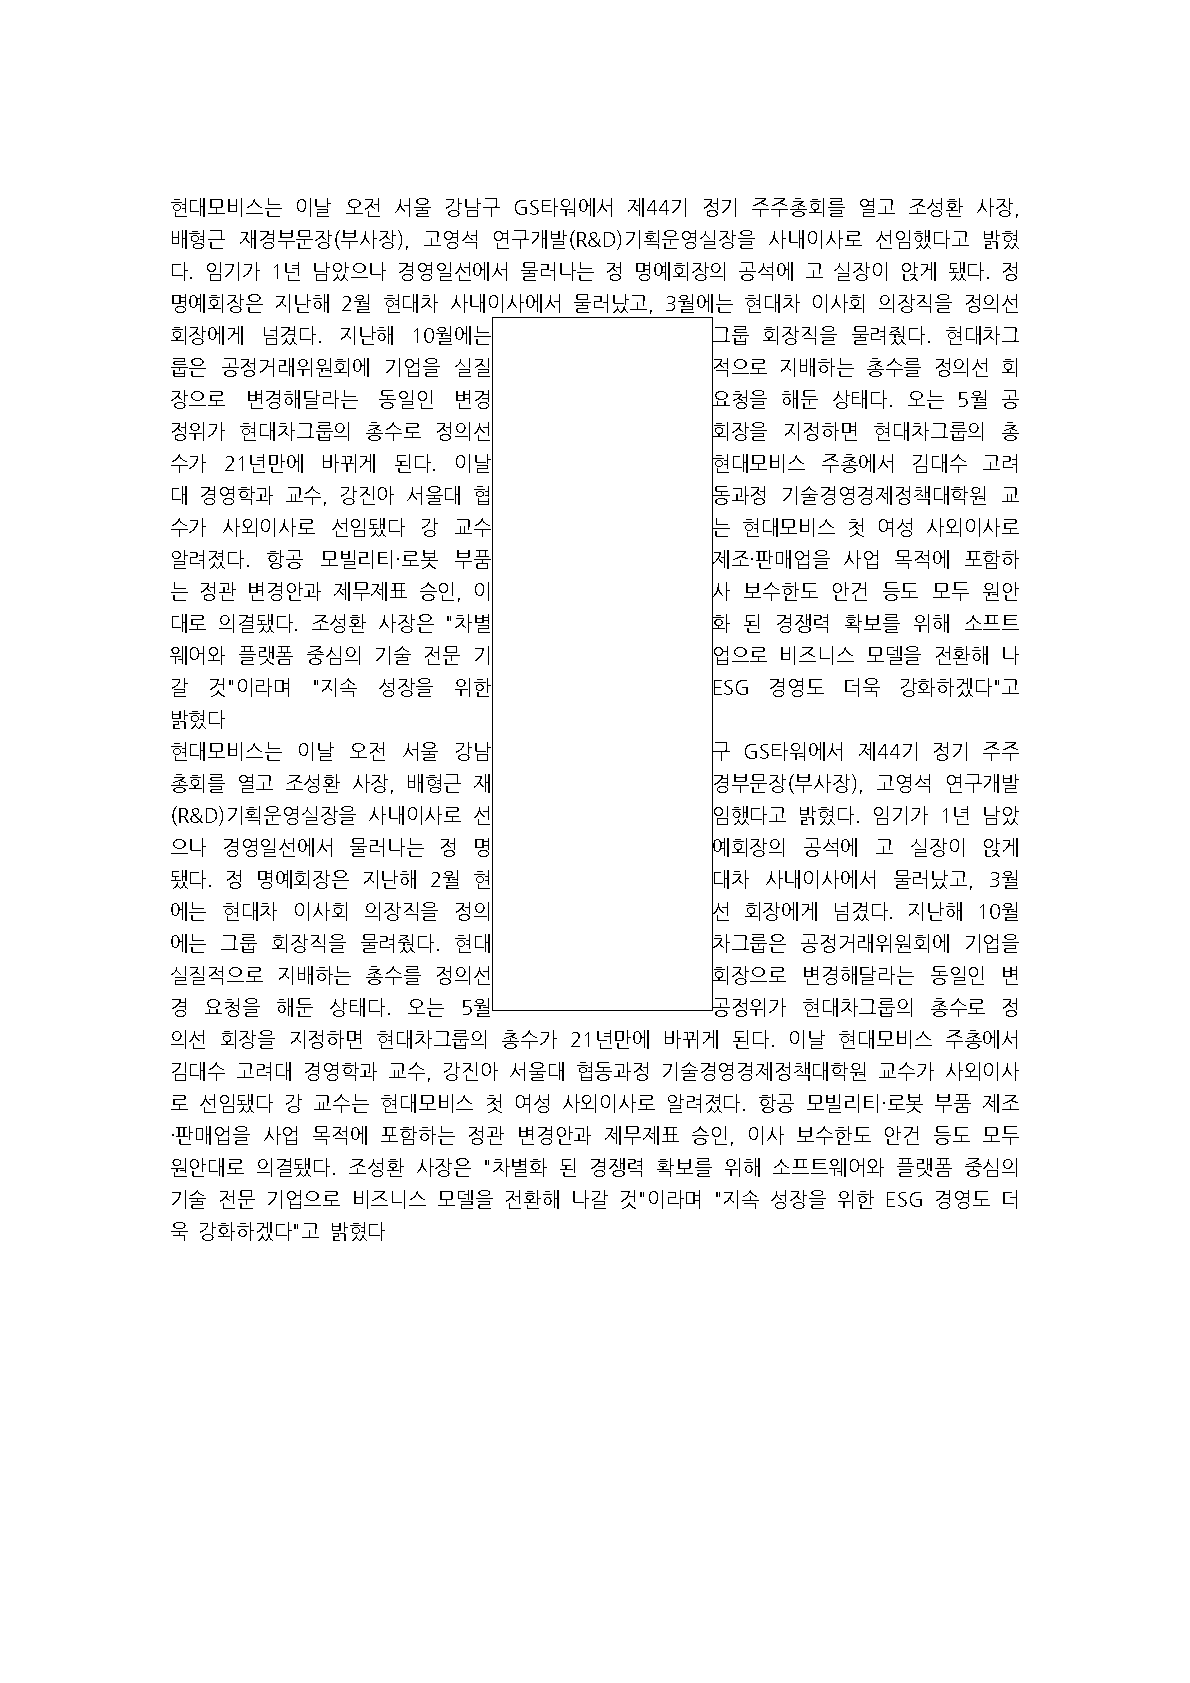 현대모비스는 이날 오전 서울 강남구 GS타워에서 제44기 정기 주주총회를 열고 조성환 사장,
배형근 재경부문장(부사장), 고영석 연구개발(R&D)기획운영실장을 사내이사로 선임했다고 밝혔
다. 임기가 1년 남았으나 경영일선에서 물러나는 정 명예회장의 공석에 고 실장이 앉게 됐다. 정
명예회장은 지난해 2월 현대차 사내이사에서 물러났고, 3월에는 현대차 이사회 의장직을 정의선
회장에게 넘겼다. 지난해 10월에는 그룹 회장직을 물려줬다. 현대차그
룹은 공정거래위원회에 기업을 실질적으로 지배하는 총수를 정의선 회
장으로 변경해달라는 동일인 변경 요청을 해둔 상태다. 오는 5월 공
정위가 현대차그룹의 총수로 정의선 회장을 지정하면 현대차그룹의 총
수가 21년만에 바뀌게 된다. 이날 현대모비스 주총에서 김대수 고려
대 경영학과 교수, 강진아 서울대 협동과정 기술경영경제정책대학원 교
수가 사외이사로 선임됐다 강 교수는 현대모비스 첫 여성 사외이사로
알려졌다. 항공 모빌리티·로봇 부품 제조·판매업을 사업 목적에 포함하
는 정관 변경안과 제무제표 승인, 이사 보수한도 안건 등도 모두 원안
대로 의결됐다. 조성환 사장은 "차별화 된 경쟁력 확보를 위해 소프트
웨어와 플랫폼 중심의 기술 전문 기업으로 비즈니스 모델을 전환해 나
갈 것"이라며 "지속 성장을 위한 ESG 경영도 더욱 강화하겠다"고
밝혔다
현대모비스는 이날 오전 서울 강남구 GS타워에서 제44기 정기 주주
총회를 열고 조성환 사장, 배형근 재경부문장(부사장), 고영석 연구개발
(R&D)기획운영실장을 사내이사로 선임했다고 밝혔다. 임기가 1년 남았
으나 경영일선에서 물러나는 정 명예회장의 공석에 고 실장이 앉게
됐다. 정 명예회장은 지난해 2월 현대차 사내이사에서 물러났고, 3월
에는 현대차 이사회 의장직을 정의선 회장에게 넘겼다. 지난해 10월
에는 그룹 회장직을 물려줬다. 현대차그룹은 공정거래위원회에 기업을
실질적으로 지배하는 총수를 정의선 회장으로 변경해달라는 동일인 변
경 요청을 해둔 상태다. 오는 5월 공정위가 현대차그룹의 총수로 정
의선 회장을 지정하면 현대차그룹의 총수가 21년만에 바뀌게 된다. 이날 현대모비스 주총에서
김대수 고려대 경영학과 교수, 강진아 서울대 협동과정 기술경영경제정책대학원 교수가 사외이사
로 선임됐다 강 교수는 현대모비스 첫 여성 사외이사로 알려졌다. 항공 모빌리티·로봇 부품 제조
·판매업을 사업 목적에 포함하는 정관 변경안과 제무제표 승인, 이사 보수한도 안건 등도 모두
원안대로 의결됐다. 조성환 사장은 "차별화 된 경쟁력 확보를 위해 소프트웨어와 플랫폼 중심의
기술 전문 기업으로 비즈니스 모델을 전환해 나갈 것"이라며 "지속 성장을 위한 ESG 경영도 더
욱 강화하겠다"고 밝혔다